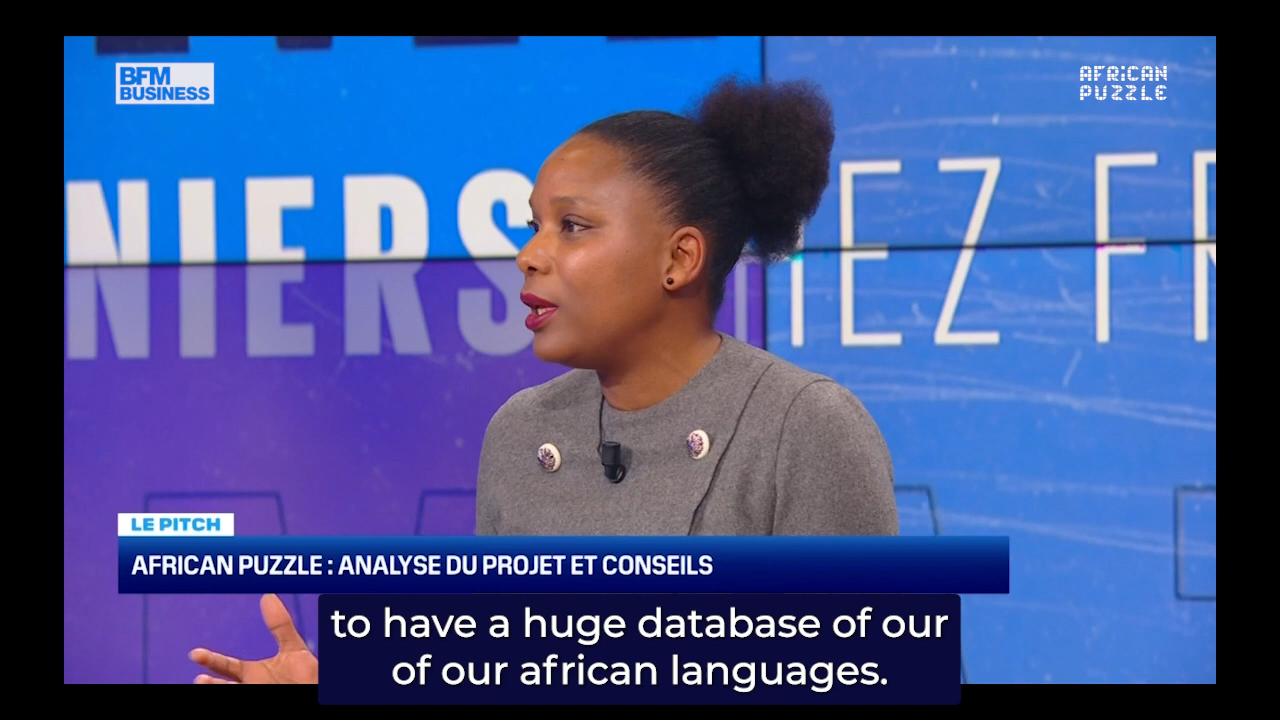 BFM
BUSINESS
AFRICAN
PUZZLE
NIERS
IEZ FR
LE PITCH
AFRICAN PUZZLE : ANALYSE DU PROJET ET CONSEILS
to have a huge database of our
of our african languages.